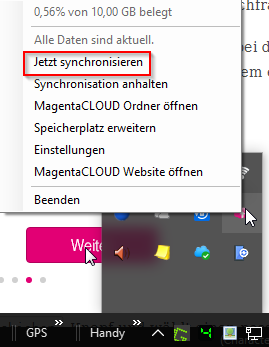 0,56% von 10,00 GB belegt
Alle Daten sind aktuell.
Jetzt synchronisieren
Synchronisation anhalten
MagentaCLOUD Ordner öffnen
Speicherplatz erweitern
Einstellungen
MagentaCLOUD Website öffnen
Beenden
Weite
GPS
»
Handy
»